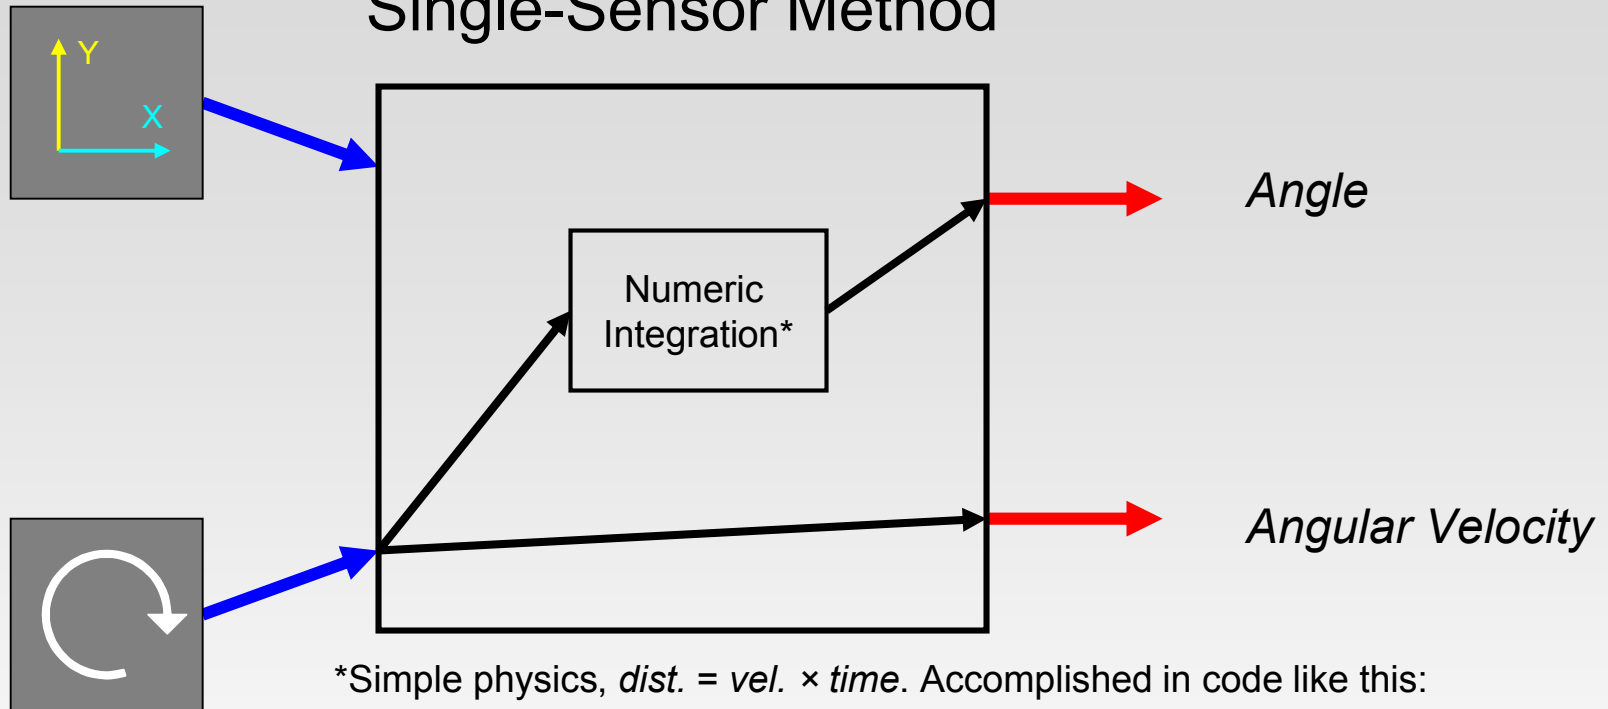 Single-Sensor Method
Y
X
Angle
Numeric
Integration*
Angular Velocity
*Simple physics, dist. = vel. × time. Accomplished in code like this: